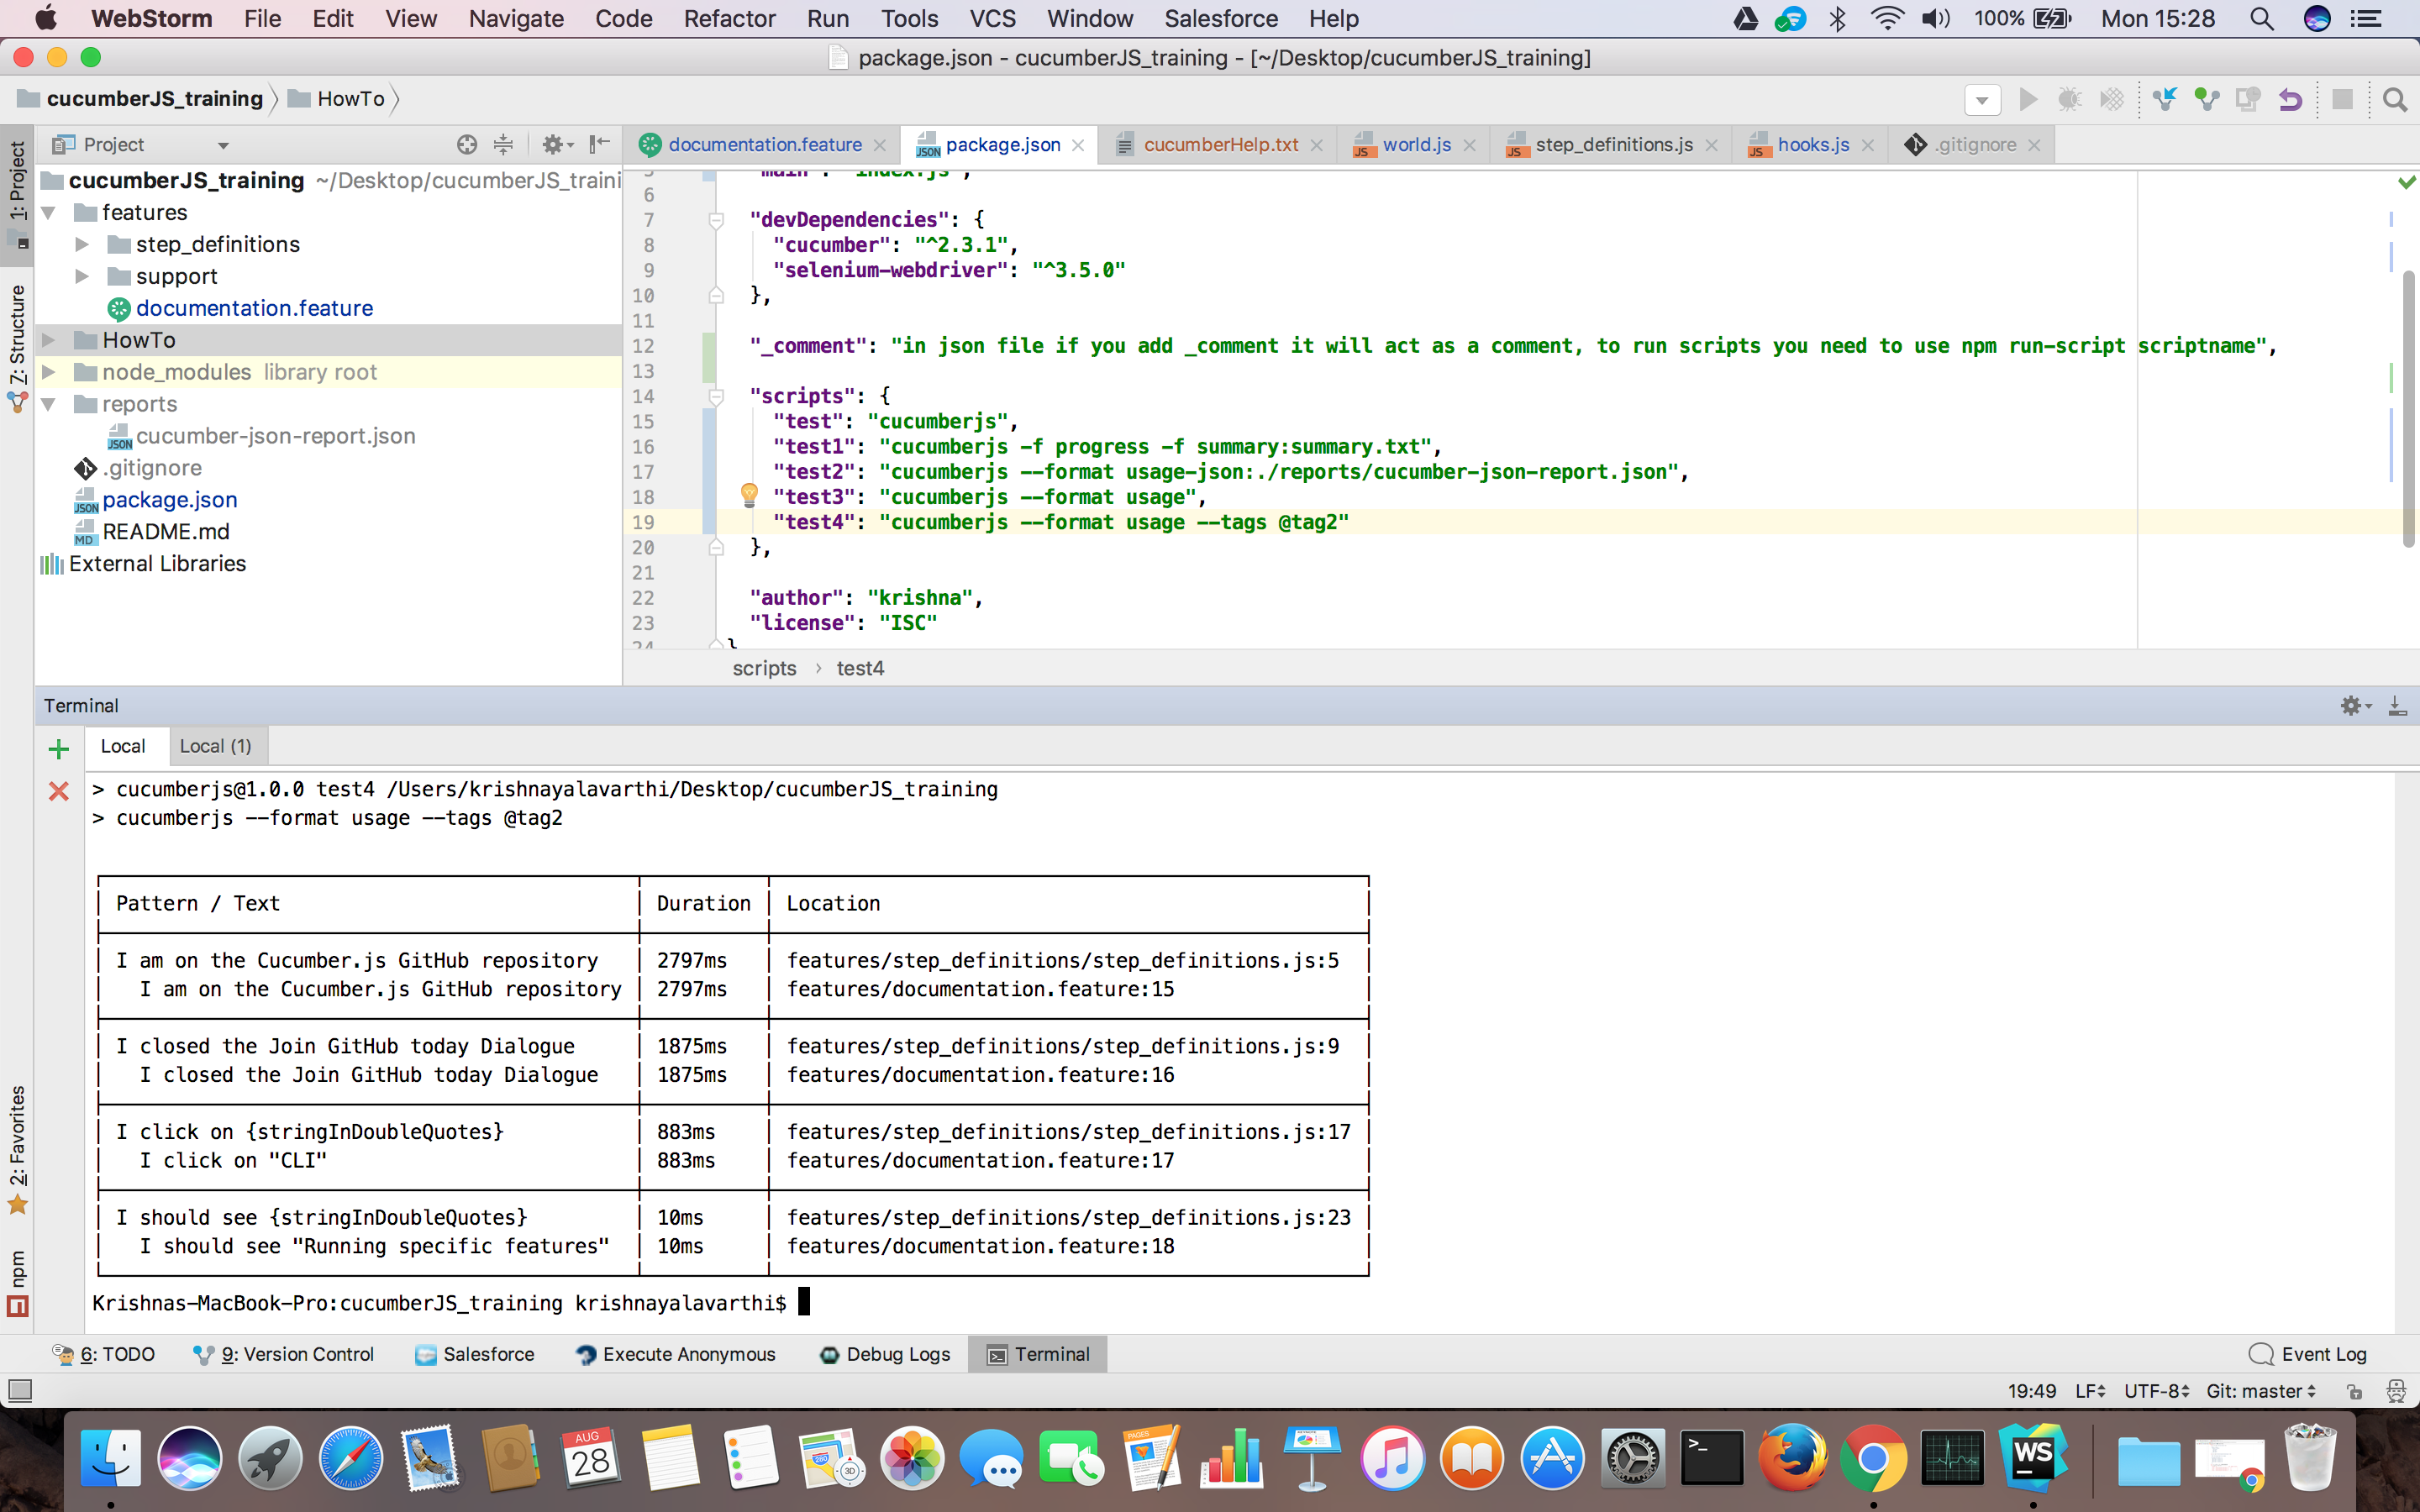 WebStorm File Edit View Navigate Code Refactor Run Tools VCS Window Salesforce Help 100% Mon 15:28
package.json - cucumberJS_training - [~/Desktop/cucumberJS_training]
cucumberJS_training HowTo
Project
documentation.feature package.json cucumberHelp.txt world.js step_definitions.js hooks.js .gitignore
1: Project
7: Structure
2: Favorites
npm
cucumberJS_training ~/Desktop/cucumberJS_traini
features
step_definitions
support
documentation.feature
HowTo
node_modules library root
reports
cucumber-json-report.json
.gitignore
package.json
README.md
External Libraries
5 "main": "index.js",
6
7 "devDependencies": {
8 "cucumber": "^2.3.1",
9 "selenium-webdriver": "^3.5.0"
10 },
11
12 "_comment": "in json file if you add _comment it will act as a comment, to run scripts you need to use npm run-script scriptname",
13
14 "scripts": {
15 "test": "cucumberjs",
16 "test1": "cucumberjs -f progress -f summary:summary.txt",
17 "test2": "cucumberjs --format usage-json:./reports/cucumber-json-report.json",
18 "test3": "cucumberjs --format usage",
19 "test4": "cucumberjs --format usage --tags @tag2"
20 },
21
22 "author": "krishna",
23 "license": "ISC"
24 }
scripts › test4
Terminal
Local Local (1)
> cucumberjs@1.0.0 test4 /Users/krishnayalavarthi/Desktop/cucumberJS_training
> cucumberjs --format usage --tags @tag2
Pattern / Text Duration Location
I am on the Cucumber.js GitHub repository 2797ms features/step_definitions/step_definitions.js:5
I am on the Cucumber.js GitHub repository 2797ms features/documentation.feature:15
I closed the Join GitHub today Dialogue 1875ms features/step_definitions/step_definitions.js:9
I closed the Join GitHub today Dialogue 1875ms features/documentation.feature:16
I click on {stringInDoubleQuotes} 883ms features/step_definitions/step_definitions.js:17
I click on "CLI" 883ms features/documentation.feature:17
I should see {stringInDoubleQuotes} 10ms features/step_definitions/step_definitions.js:23
I should see "Running specific features" 10ms features/documentation.feature:18
Krishnas-MacBook-Pro:cucumberJS_training krishnayalavarthi$
6: TODO 9: Version Control Salesforce Execute Anonymous Debug Logs Terminal Event Log
19:49 LF UTF-8 Git: master
AUG
28
PAGES
WS